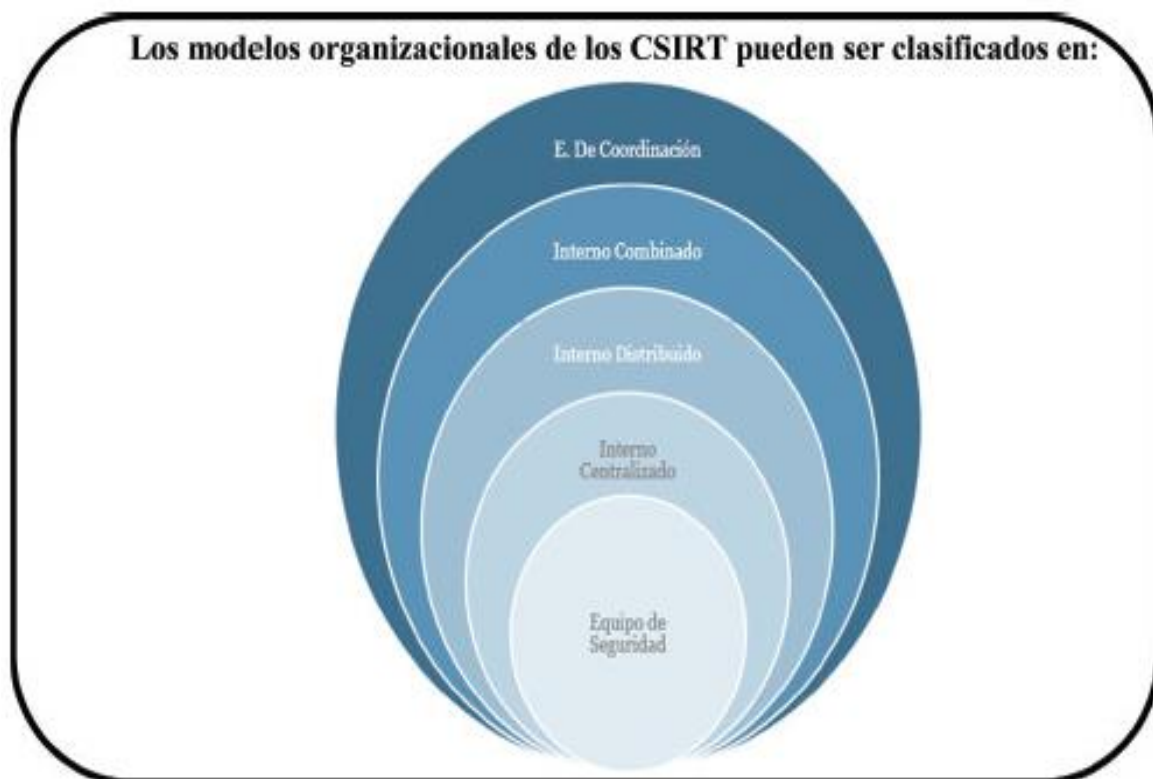 Los modelos organizacionales de los CSIRT pueden ser clasificados en:
E. De Coordinación
Interno Combinado
Interno Distribuido
Interno
Centralizado
Equipo de
Seguridad